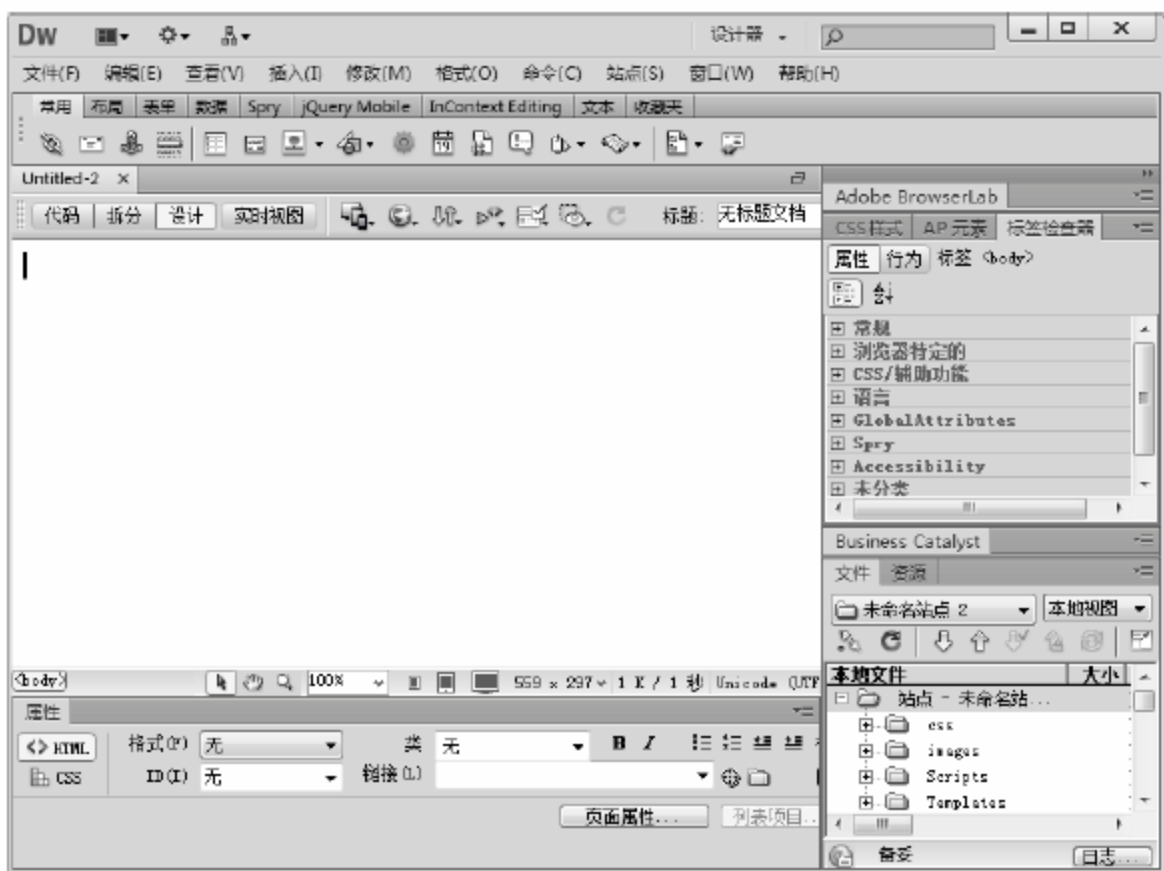 Dw 设计器
文件(F) 编辑(E) 查看(V) 插入(I) 修改(M) 格式(O) 命令(C) 站点(S) 窗口(W) 帮助(H)
常用 布局 表单 数据 Spry jQuery Mobile InContext Editing 文本 收藏夹
Untitled-2
代码 拆分 设计 实时视图 标题: 无标题文档
<body> 100% 559 x 297 1 K / 1 秒 Unicode (UTF
属性
<> HTML 格式(F) 无 类 无 B I
CSS ID(I) 无 链接(L)
页面属性... 列表项目...
Adobe BrowserLab
CSS样式 AP 元素 标签检查器
属性 行为 标签 <body>
常规
浏览器特定的
CSS/辅助功能
语言
GlobalAttributes
Spry
Accessibility
未分类
Business Catalyst
文件 资源
未命名站点 2 本地视图
本地文件 大小
站点 - 未命名站...
css
images
Scripts
Templates
备妥 日志...